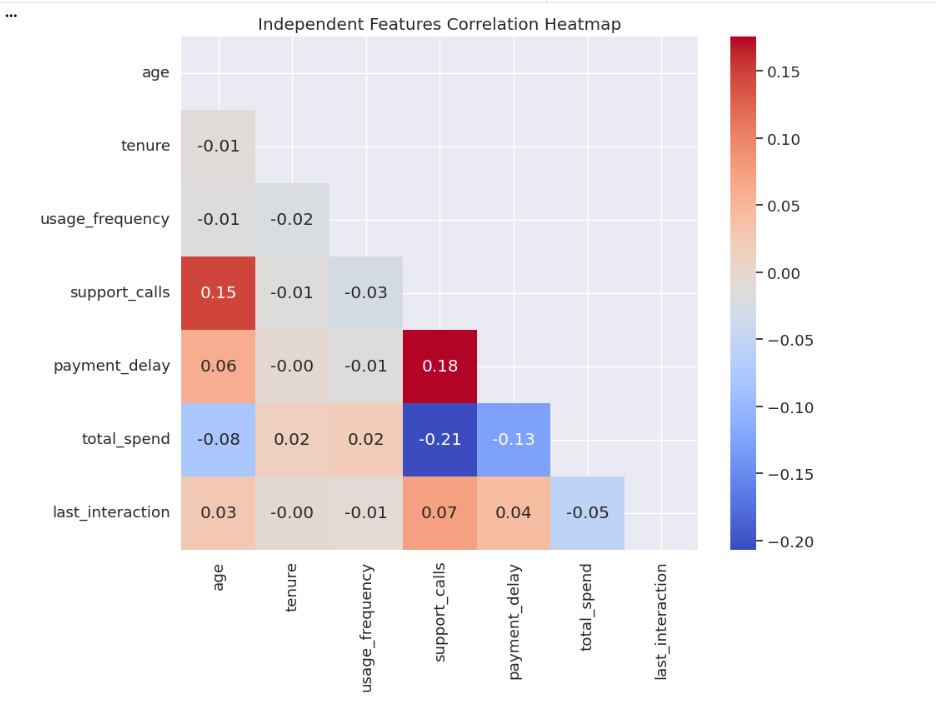 ...
Independent Features Correlation Heatmap
age
tenure -0.01
usage_frequency -0.01 -0.02
support_calls 0.15 -0.01 -0.03
payment_delay 0.06 -0.00 -0.01 0.18
total_spend -0.08 0.02 0.02 -0.21 -0.13
last_interaction 0.03 -0.00 -0.01 0.07 0.04 -0.05
age tenure usage_frequency support_calls payment_delay total_spend last_interaction
0.15
0.10
0.05
0.00
−0.05
−0.10
−0.15
−0.20